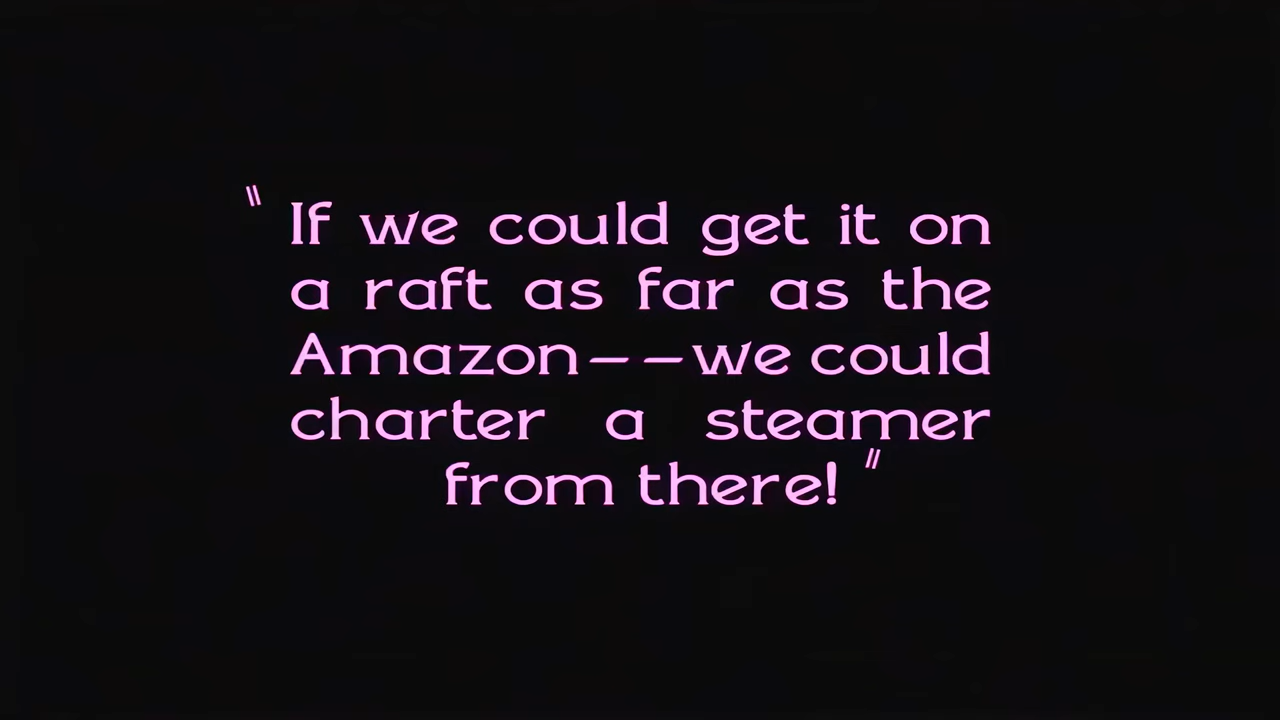 "If we could get it on
a raft as far as the
Amazon--we could
charter a steamer
from there!"